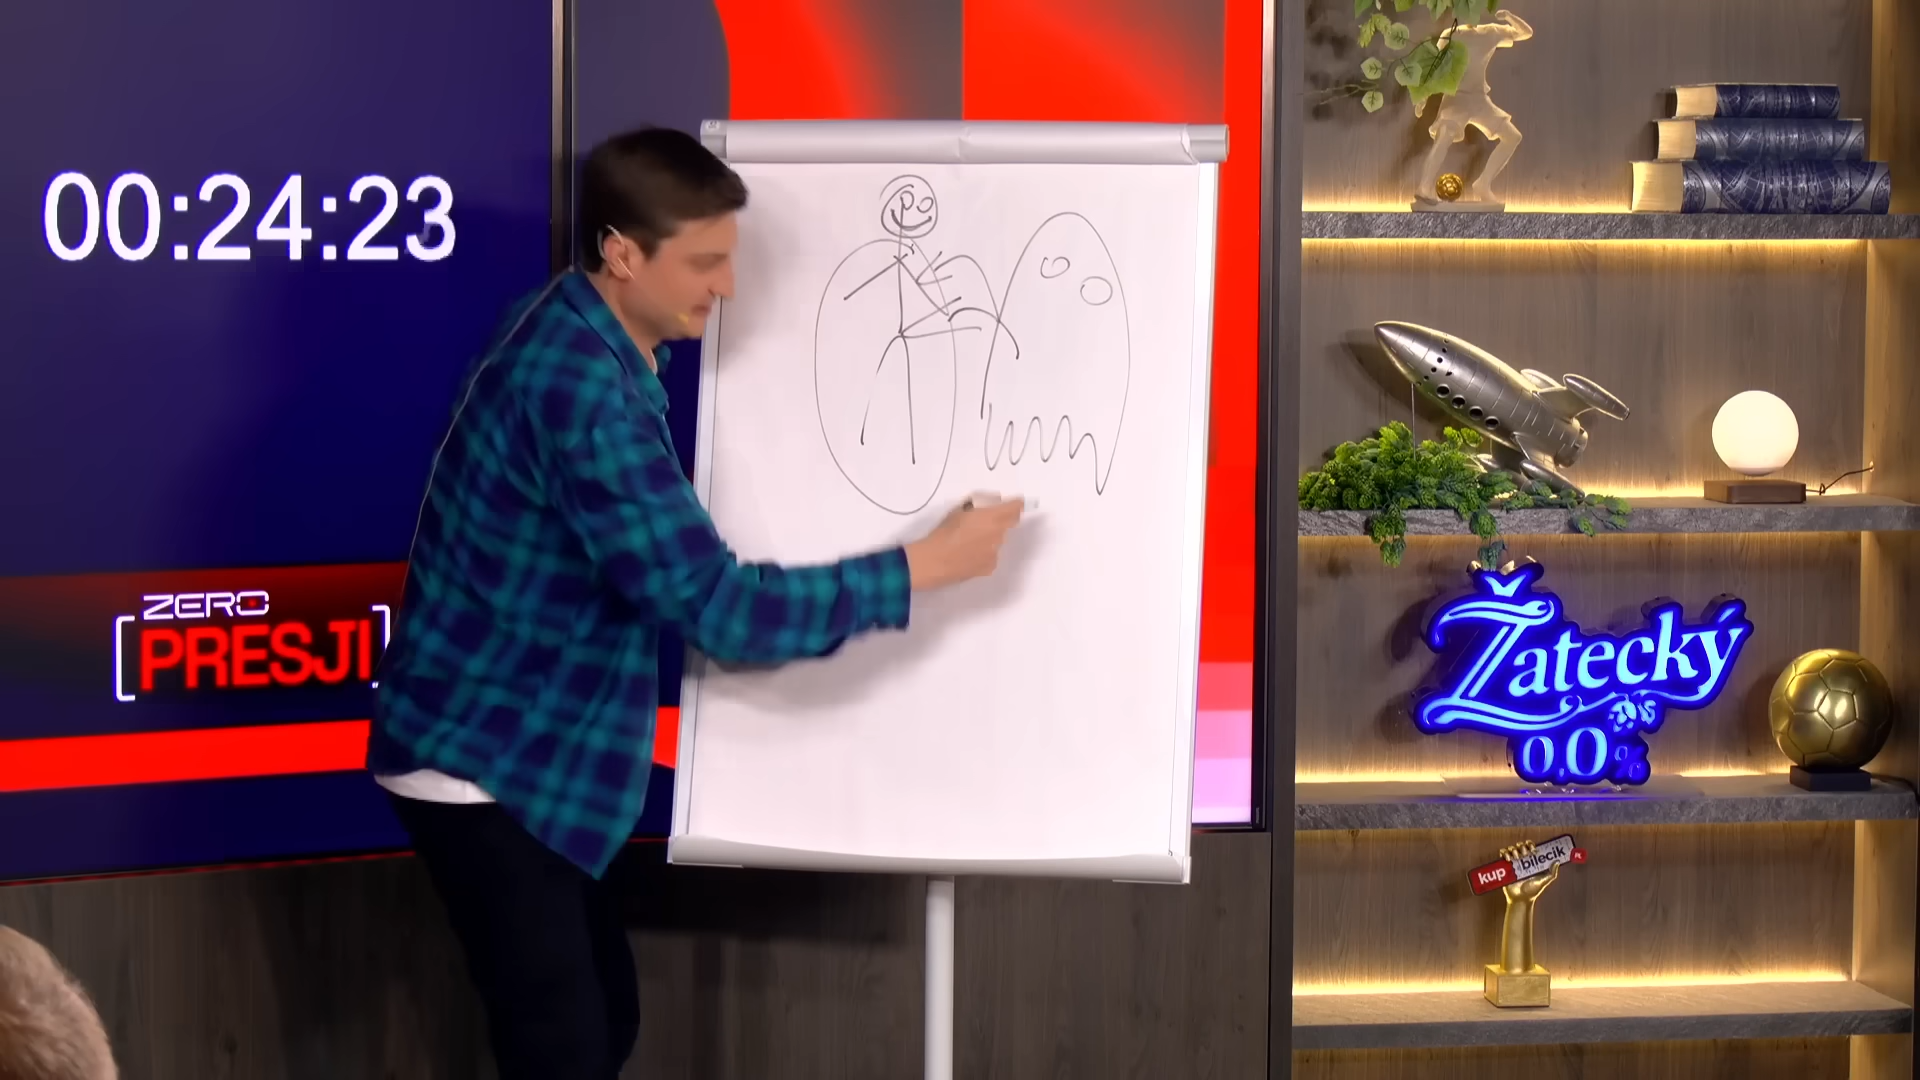 00:24:23
ZERO
[PRESJI]
Žatecký
0,0%
kup bilecik